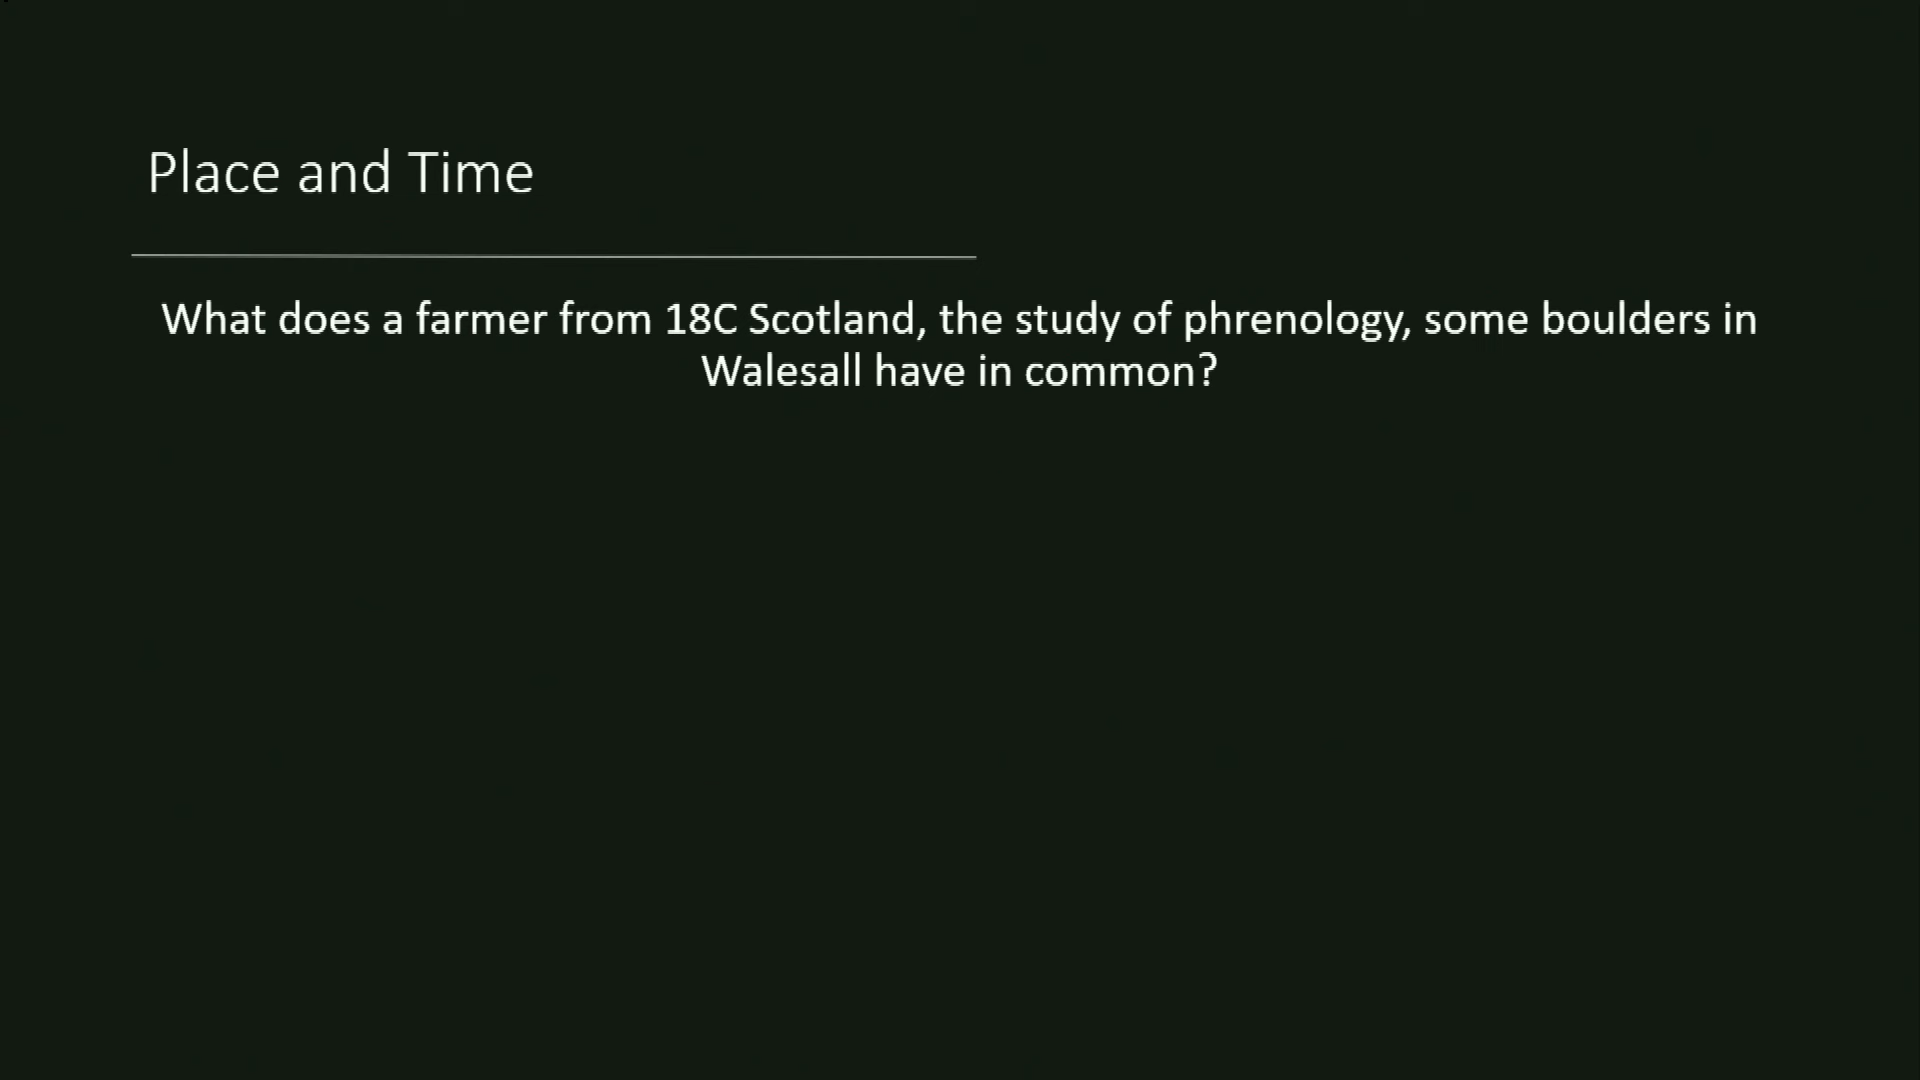 Place and Time
What does a farmer from 18C Scotland, the study of phrenology, some boulders in
Walesall have in common?